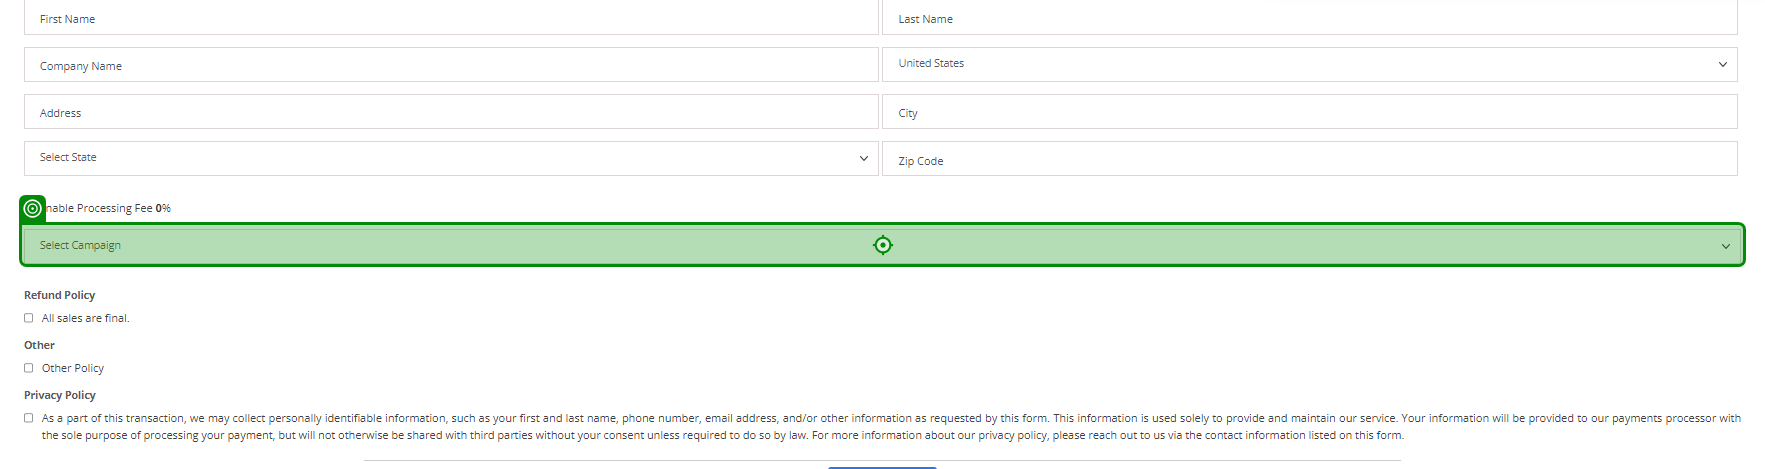 First Name
Last Name
Company Name
United States
Address
City
Select State
Zip Code
nable Processing Fee 0%
Select Campaign
Refund Policy
All sales are final.
Other
Other Policy
Privacy Policy
As a part of this transaction, we may collect personally identifiable information, such as your first and last name, phone number, email address, and/or other information as requested by this form. This information is used solely to provide and maintain our service. Your information will be provided to our payments processor with
the sole purpose of processing your payment, but will not otherwise be shared with third parties without your consent unless required to do so by law. For more information about our privacy policy, please reach out to us via the contact information listed on this form.